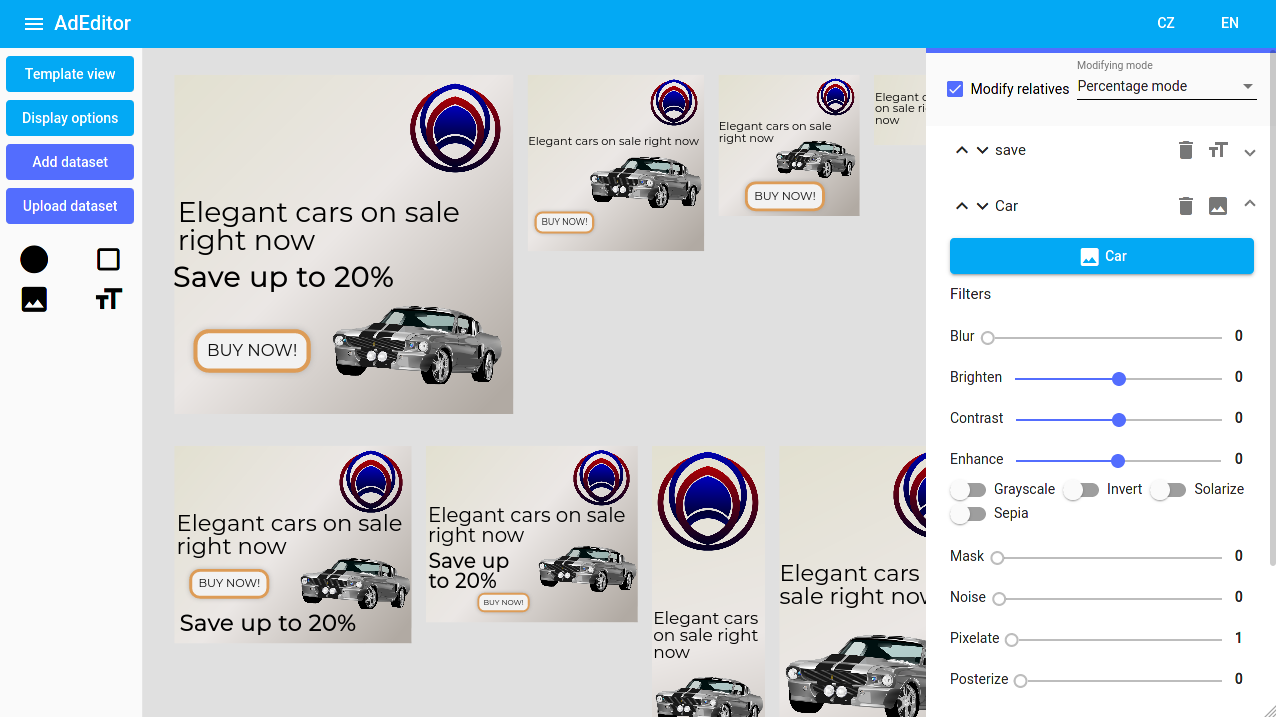 AdEditor
CZ
EN
Template view
Display options
Add dataset
Upload dataset
Elegant cars on sale
right now
Save up to 20%
BUY NOW!
Elegant cars on sale right now
BUY NOW!
Elegant cars on sale
right now
BUY NOW!
Elegant c
on sale ri
now
Elegant cars on sale
right now
BUY NOW!
Save up to 20%
Elegant cars on sale
right now
Save up
to 20%
BUY NOW!
Elegant cars
on sale right
now
Elegant cars
sale right now
Modify relatives
Modifying mode
Percentage mode
save
Car
Car
Filters
Blur 0
Brighten 0
Contrast 0
Enhance 0
Grayscale Invert Solarize
Sepia
Mask 0
Noise 0
Pixelate 1
Posterize 0